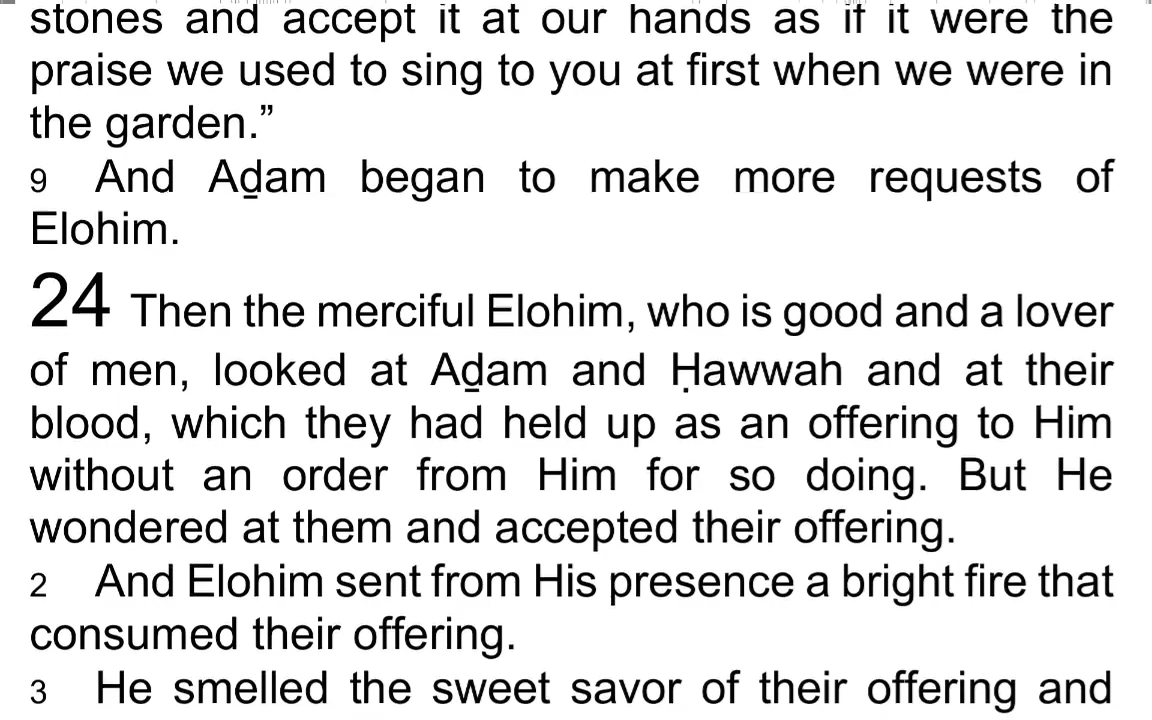 stones and accept it at our hands as if it were the
praise we used to sing to you at first when we were in
the garden.”
9 And Aḏam began to make more requests of
Elohim.
24 Then the merciful Elohim, who is good and a lover
of men, looked at Aḏam and Ḥawwah and at their
blood, which they had held up as an offering to Him
without an order from Him for so doing. But He
wondered at them and accepted their offering.
2 And Elohim sent from His presence a bright fire that
consumed their offering.
3 He smelled the sweet savor of their offering and